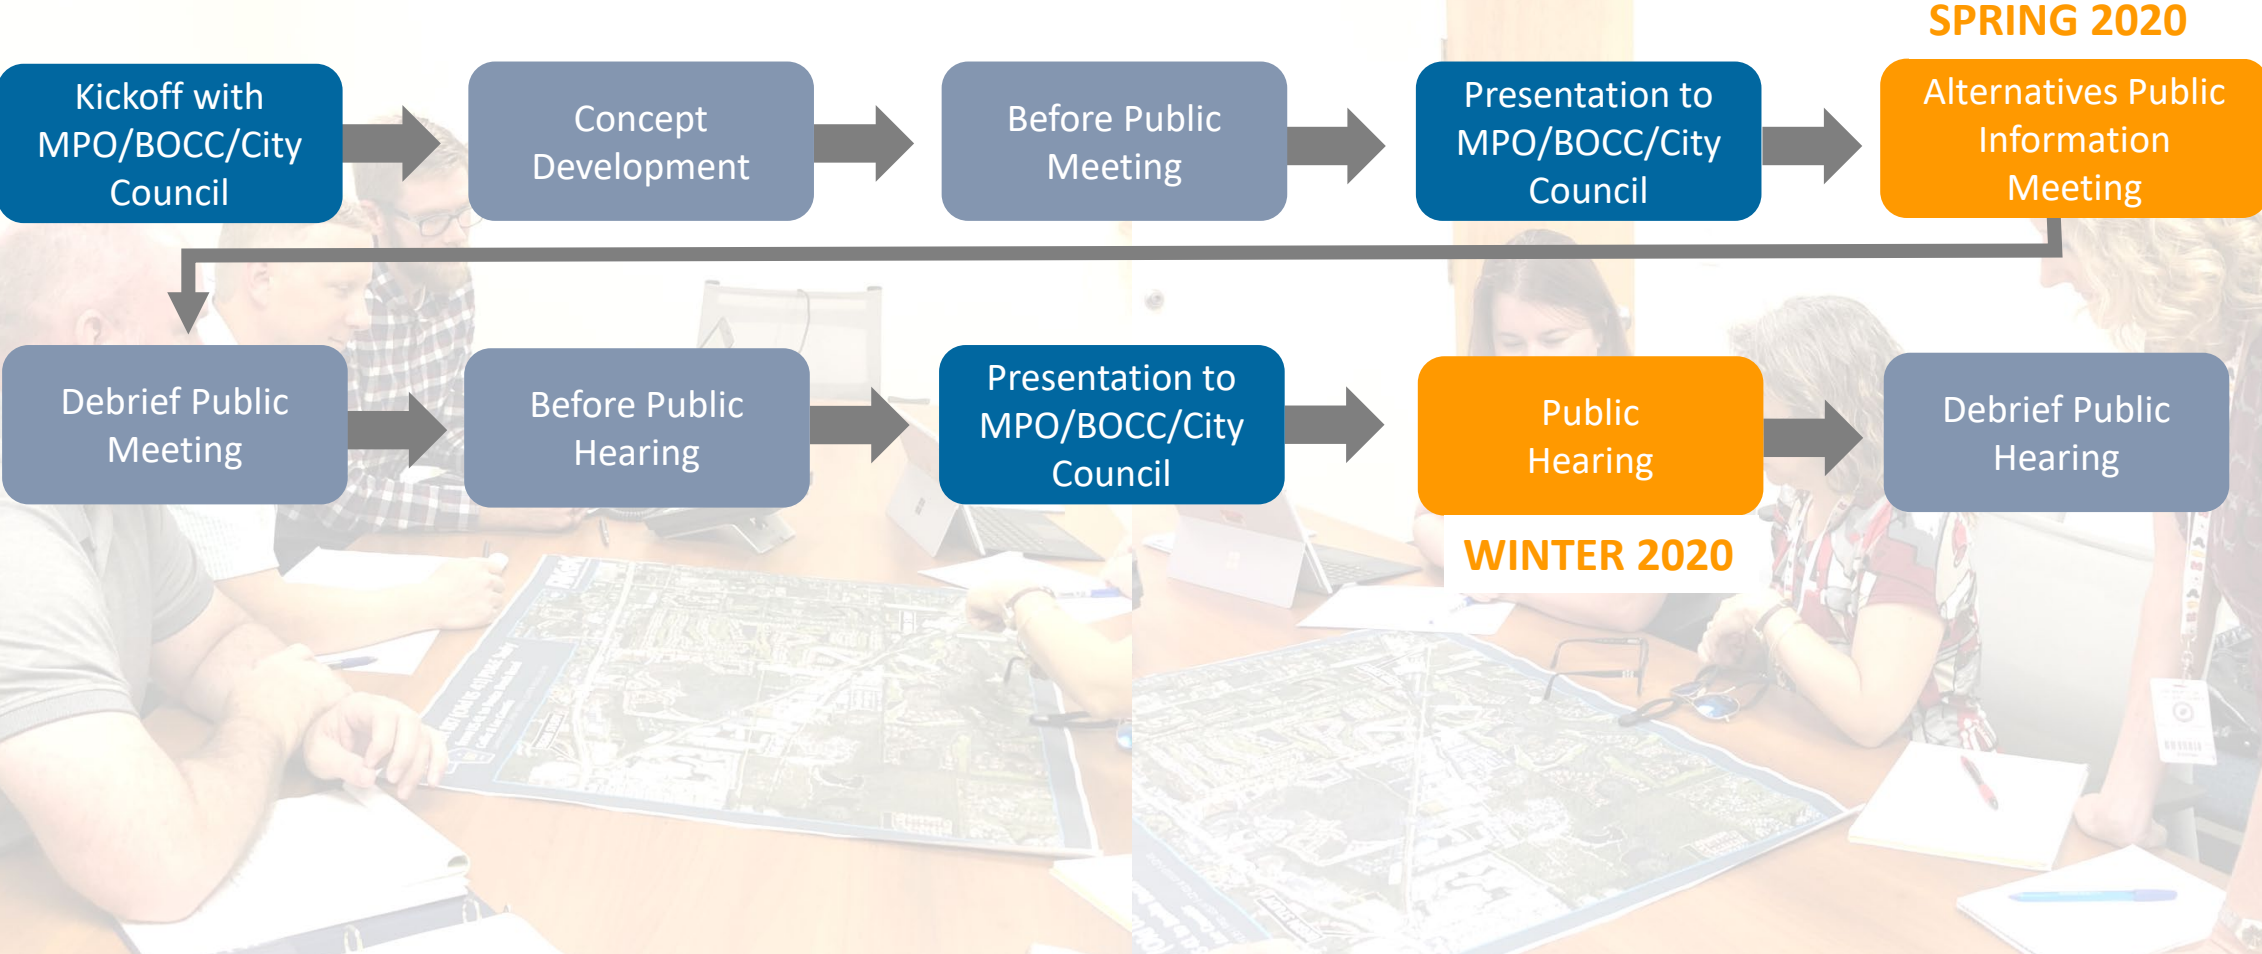 SPRING 2020
Kickoff with
MPO/BOCC/City
Council
Concept
Development
Before Public
Meeting
Presentation to
MPO/BOCC/City
Council
Alternatives Public
Information
Meeting
Debrief Public
Meeting
Before Public
Hearing
Presentation to
MPO/BOCC/City
Council
Public
Hearing
Debrief Public
Hearing
WINTER 2020